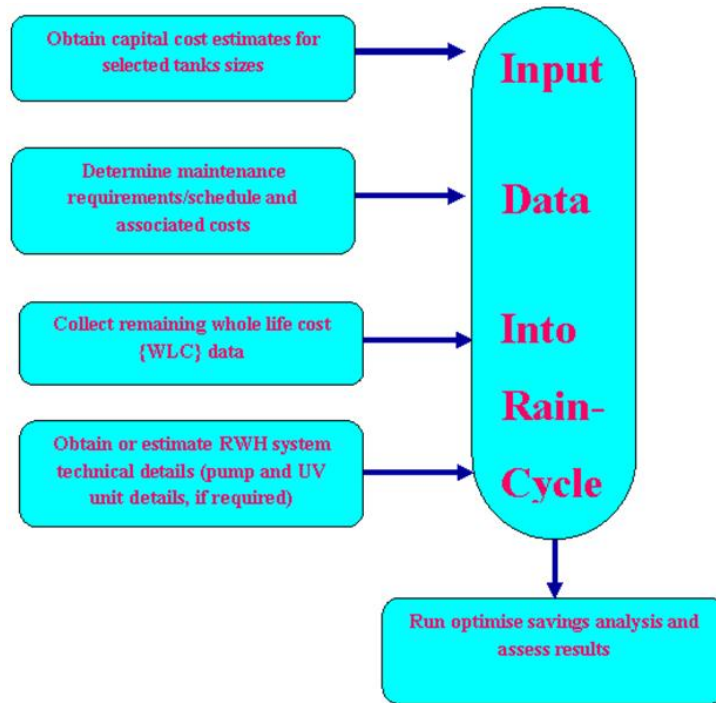 Obtain capital cost estimates for
selected tanks sizes
Determine maintenance
requirements/schedule and
associated costs
Collect remaining whole life cost
{WLC} data
Obtain or estimate RWH system
technical details (pump and UV
unit details, if required)
Input
Data
Into
Rain-
Cycle
Run optimise savings analysis and
assess results